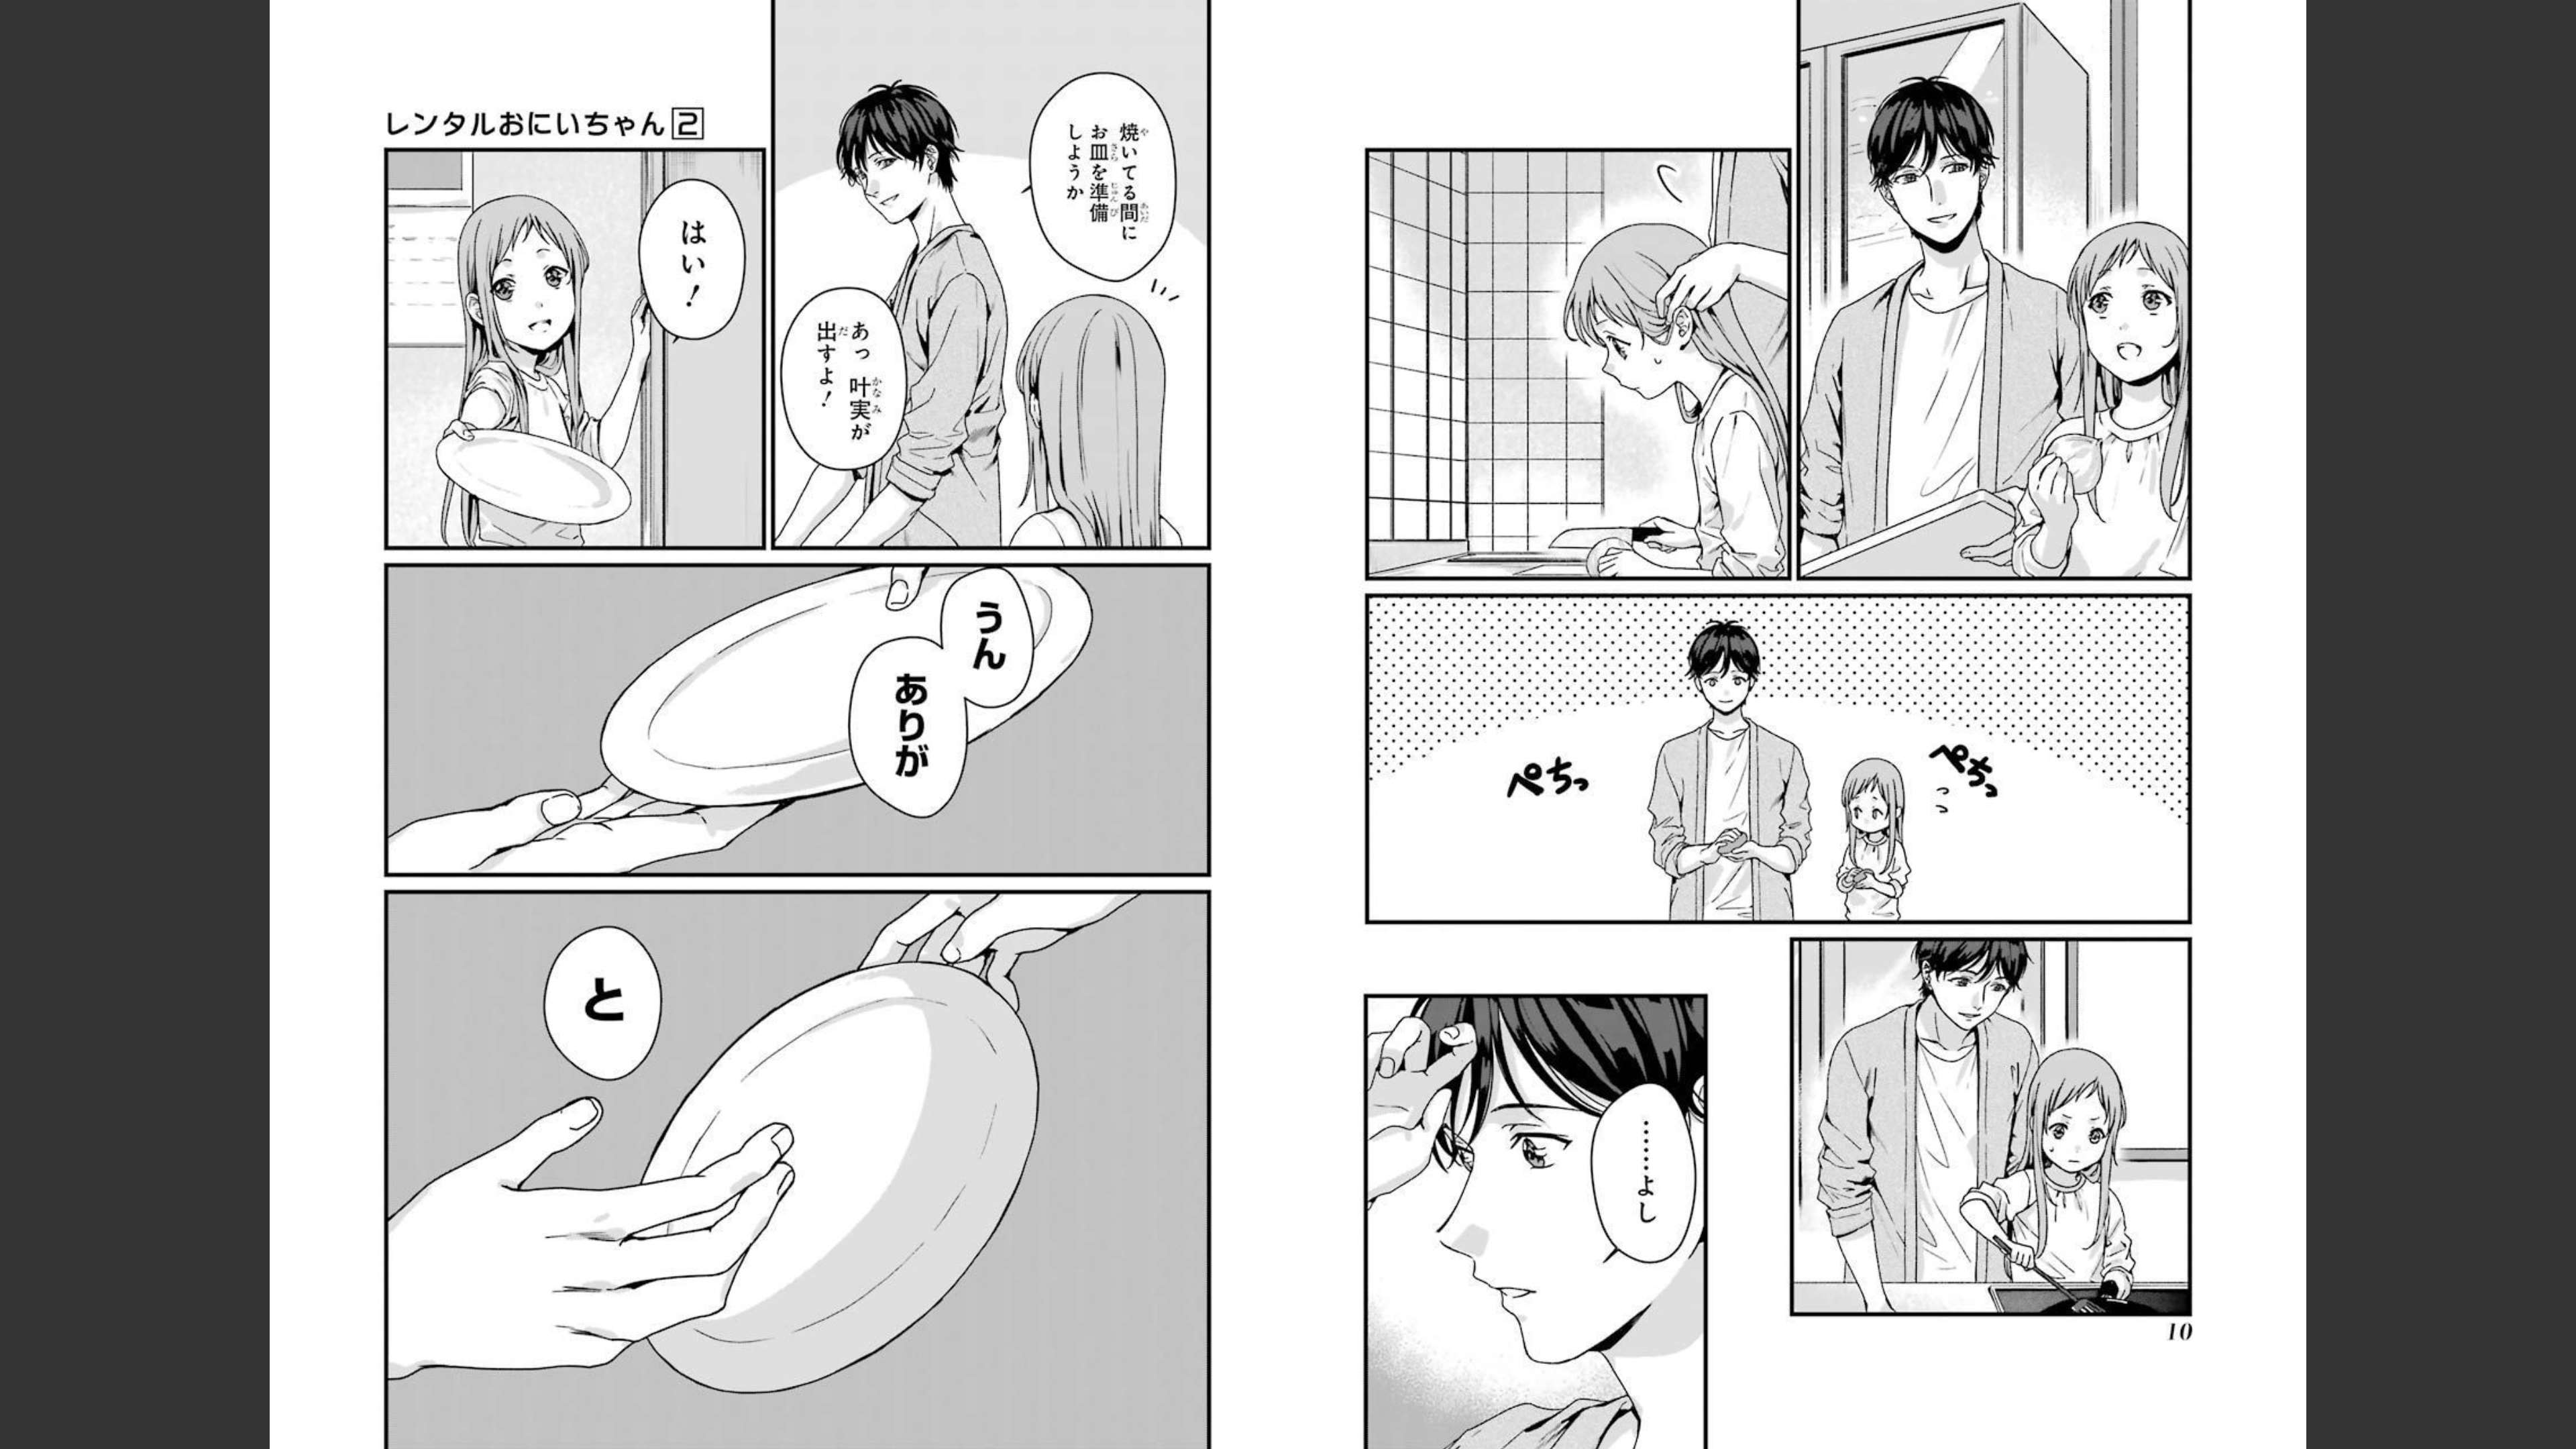 ぺちっ
ぺちっ
………よし
10
レンタルおにいちゃん2
焼いてる間に
お皿を準備
しようか
あっ 叶実が
出すよ！
はい！
うん
ありが
と